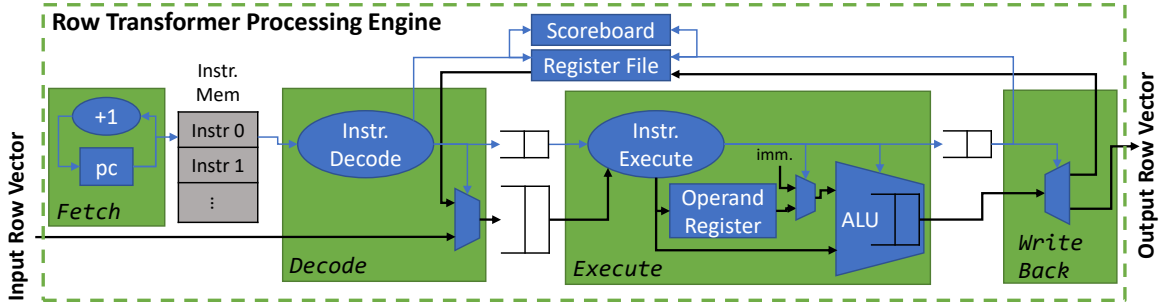 Row Transformer Processing Engine
Scoreboard
Register File
Instr.
Mem
+1
pc
Fetch
Instr 0
Instr 1
...
Instr.
Decode
Decode
Instr.
Execute
imm.
Operand
Register
ALU
Execute
Write
Back
Input Row Vector
Output Row Vector